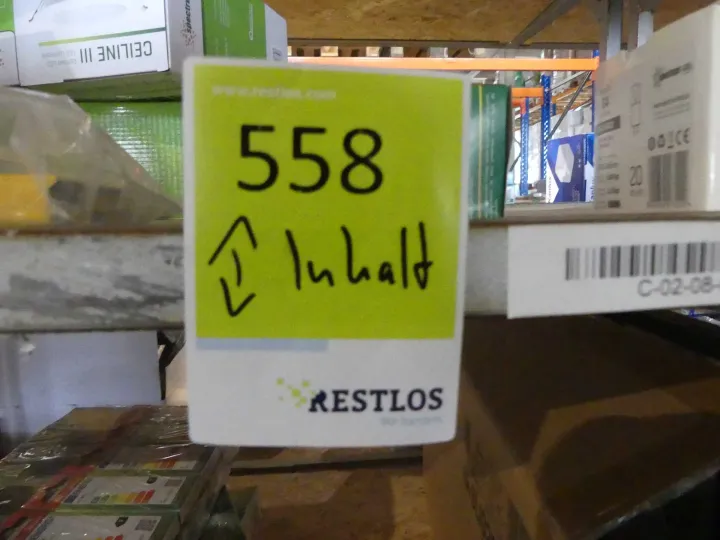 CEILINE III
www.restlos.com
558
Inhalt
RESTLOS
C-02-08-
20